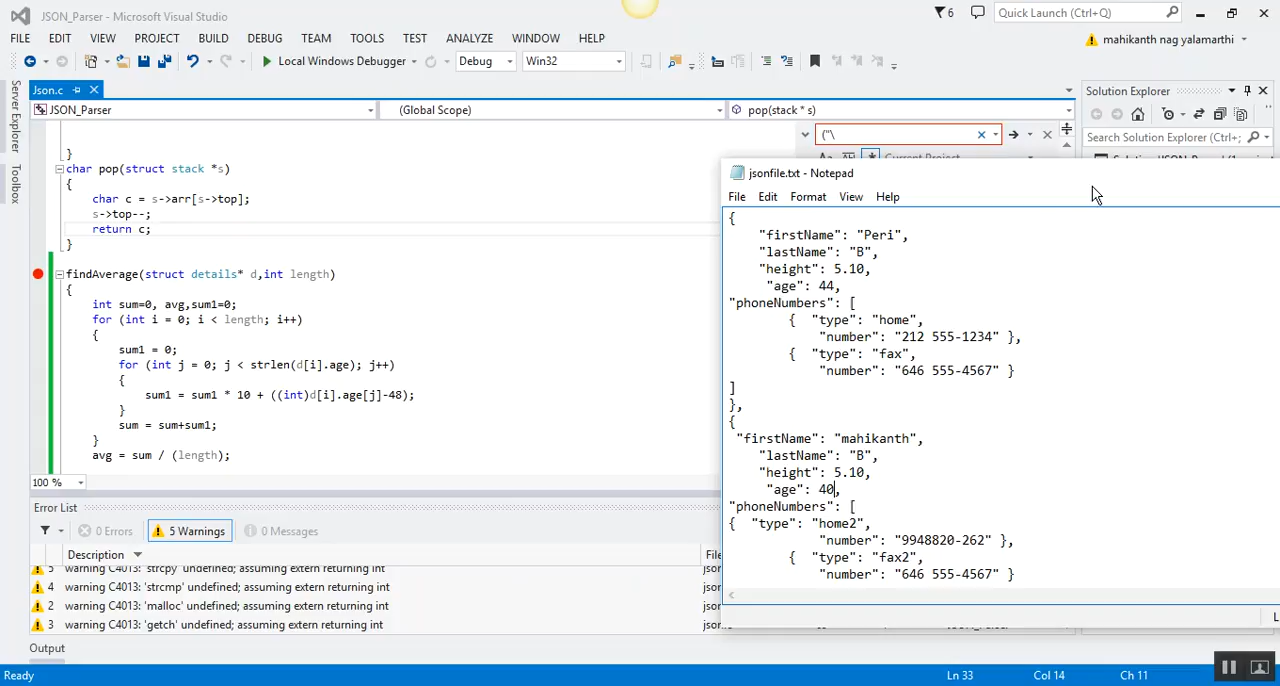 JSON_Parser - Microsoft Visual Studio
6
Quick Launch (Ctrl+Q)
FILE EDIT VIEW PROJECT BUILD DEBUG TEAM TOOLS TEST ANALYZE WINDOW HELP
mahikanth nag yalamarthi
Local Windows Debugger Debug Win32
Server Explorer
Toolbox
Json.c
JSON_Parser (Global Scope) pop(stack * s)
("\
Current Project
}
char pop(struct stack *s)
{
char c = s->arr[s->top];
s->top--;
return c;
}
findAverage(struct details* d,int length)
{
int sum=0, avg,sum1=0;
for (int i = 0; i < length; i++)
{
sum1 = 0;
for (int j = 0; j < strlen(d[i].age); j++)
{
sum1 = sum1 * 10 + ((int)d[i].age[j]-48);
}
sum = sum+sum1;
}
avg = sum / (length);
100 %
Solution Explorer
Search Solution Explorer (Ctrl+;
jsonfile.txt - Notepad
File Edit Format View Help
{
"firstName": "Peri",
"lastName": "B",
"height": 5.10,
"age": 44,
"phoneNumbers": [
{ "type": "home",
"number": "212 555-1234" },
{ "type": "fax",
"number": "646 555-4567" }
]
},
{
"firstName": "mahikanth",
"lastName": "B",
"height": 5.10,
"age": 40,
"phoneNumbers": [
{ "type": "home2",
"number": "9948820-262" },
{ "type": "fax2",
"number": "646 555-4567" }
Error List
0 Errors 5 Warnings 0 Messages
Description File
5 warning C4013: 'strcpy' undefined; assuming extern returning int
4 warning C4013: 'strcmp' undefined; assuming extern returning int
2 warning C4013: 'malloc' undefined; assuming extern returning int
3 warning C4013: 'getch' undefined; assuming extern returning int
Output
Ready Ln 33 Col 14 Ch 11